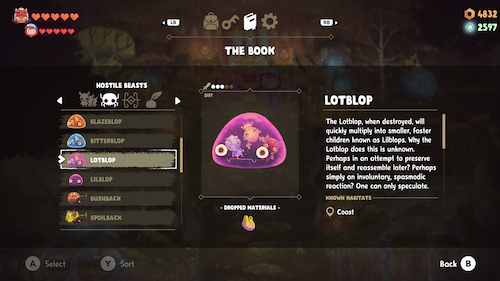 LB
RB
4832
2597
THE BOOK
HOSTILE BEASTS
BLAZEBLOP
BITTERBLOP
LOTBLOP
LILBLOP
BUSHBACK
SPOILBACK
DIFF
- DROPPED MATERIALS -
LOTBLOP
The Lotblop, when destroyed, will
quickly multiply into smaller, faster
children known as Lilblops. Why the
Lotblop does this is unknown.
Perhaps in an attempt to preserve
itself and reassemble later? Perhaps
simply an involuntary, spasmodic
reaction? One can only speculate.
KNOWN HABITATS
Coast
A Select
Y Sort
Back B